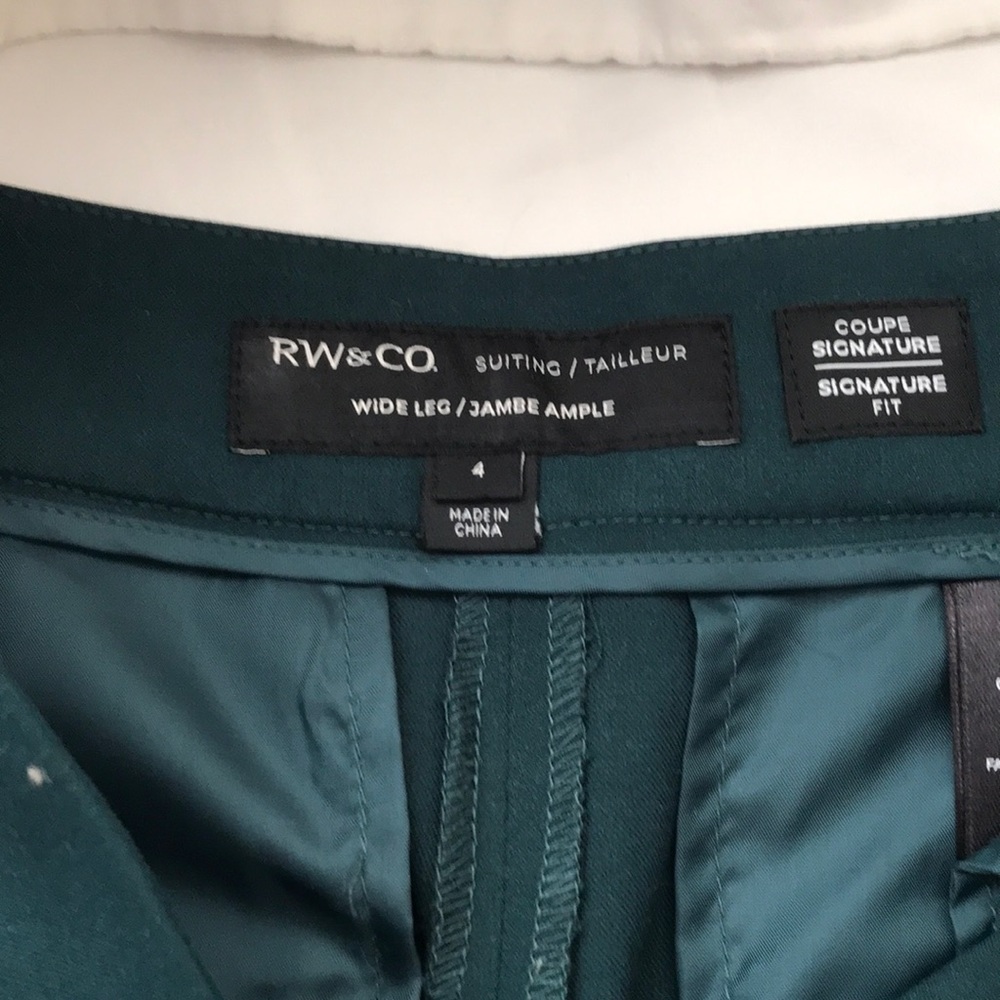 RW&CO. SUITING / TAILLEUR
WIDE LEG / JAMBE AMPLE
4
MADE IN
CHINA
COUPE
SIGNATURE
SIGNATURE
FIT